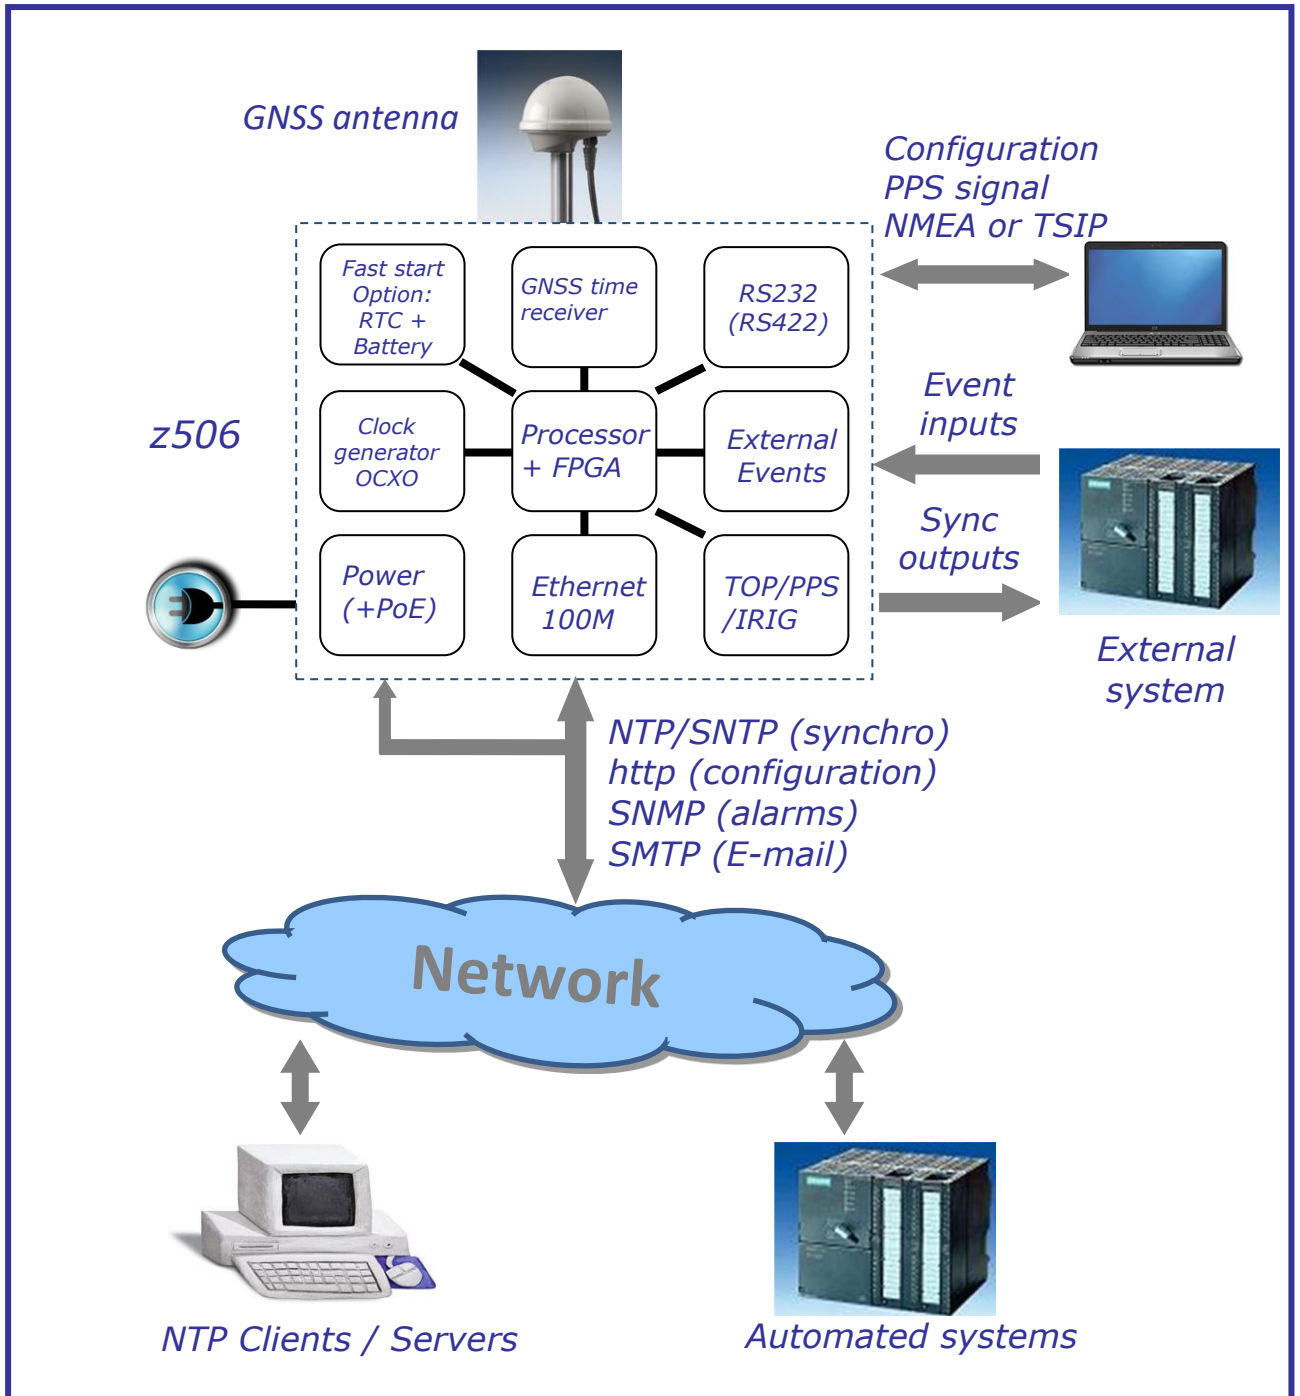 GNSS antenna
Configuration
PPS signal
NMEA or TSIP
Fast start
Option:
RTC +
Battery
GNSS time
receiver
RS232
(RS422)
z506
Clock
generator
OCXO
Processor
+ FPGA
External
Events
Event
inputs
Power
(+PoE)
Ethernet
100M
TOP/PPS
/IRIG
Sync
outputs
External
system
NTP/SNTP (synchro)
http (configuration)
SNMP (alarms)
SMTP (E-mail)
Network
NTP Clients / Servers
Automated systems